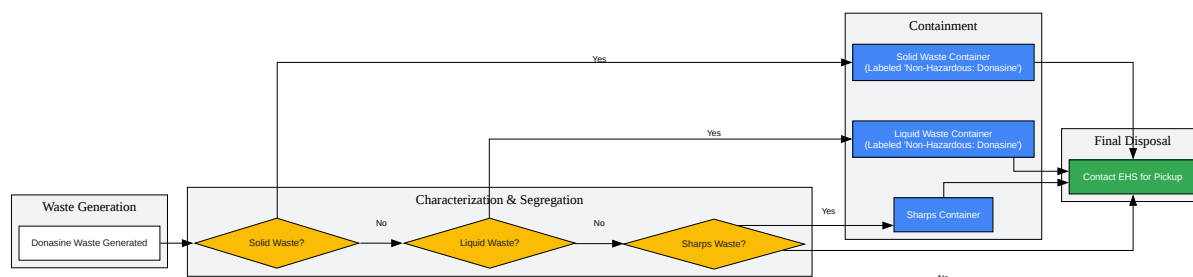 Containment
Solid Waste Container
(Labeled 'Non-Hazardous: Donasine')
Yes
Liquid Waste Container
(Labeled 'Non-Hazardous: Donasine')
Yes
Final Disposal
Contact EHS for Pickup
Waste Generation
Donasine Waste Generated
Characterization & Segregation
Solid Waste?
No
Liquid Waste?
No
Sharps Waste?
Yes
Sharps Container